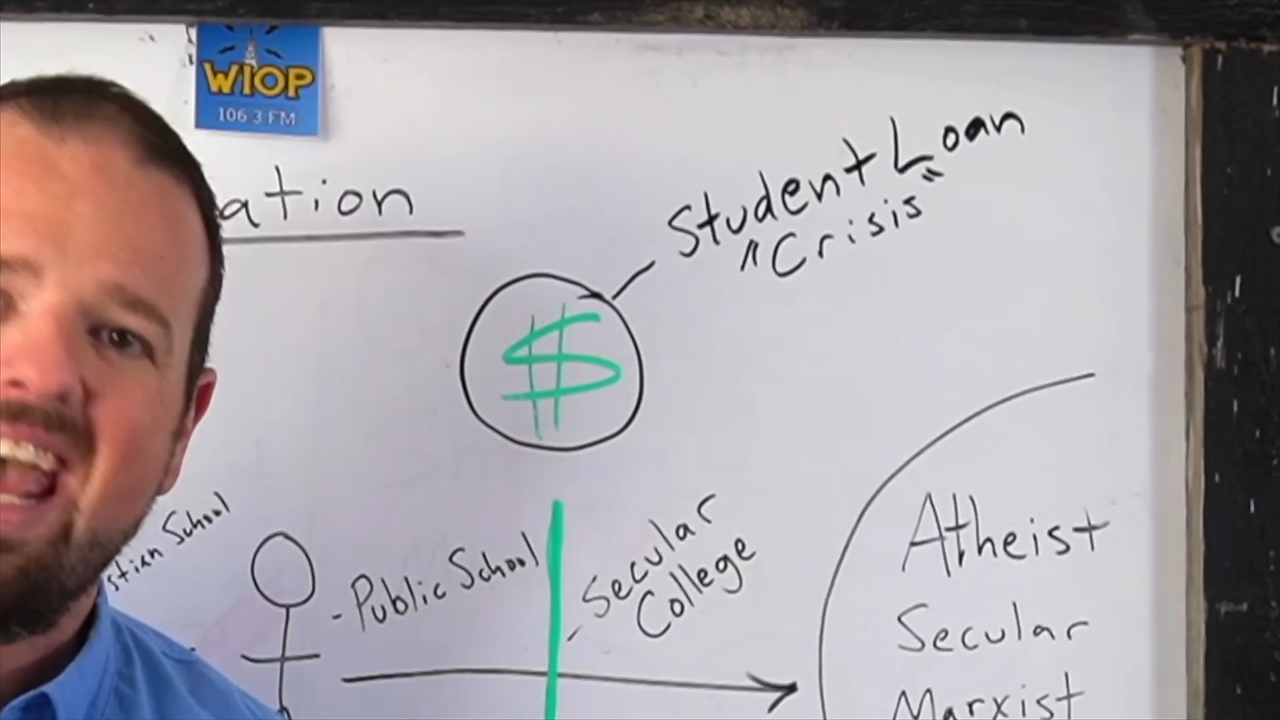 WIOP
106.3 FM
ation
Student Loan
"Crisis"
$
stian School
- Public School
- Secular
College
Atheist
Secular
Marxist